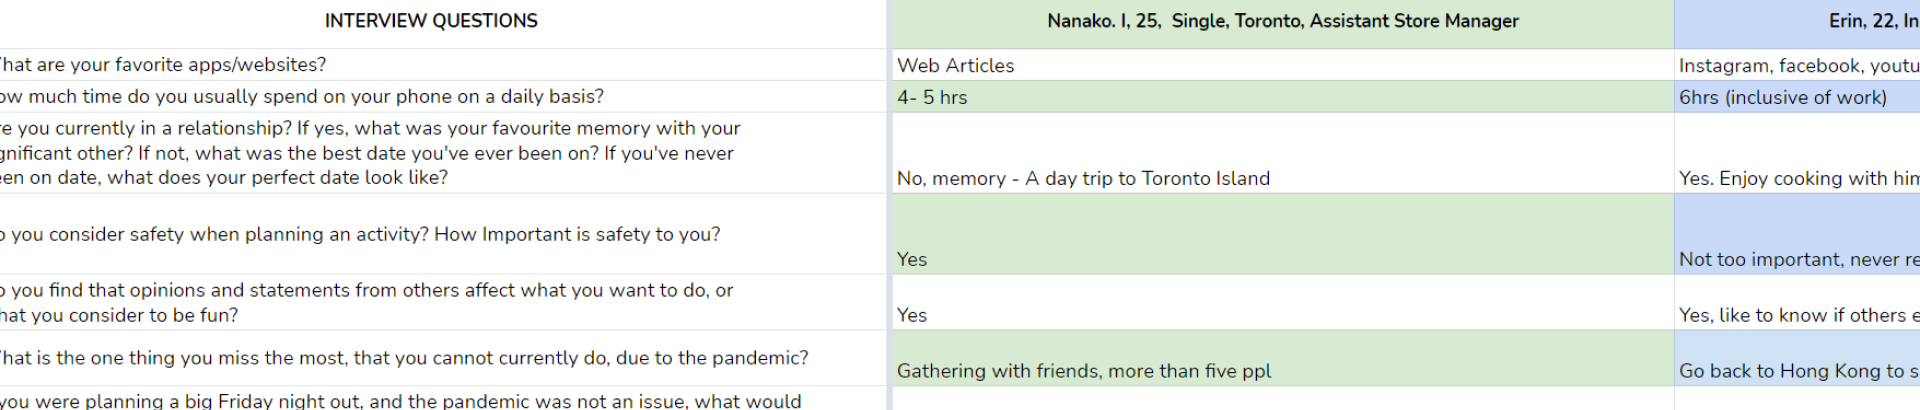 INTERVIEW QUESTIONS
Nanako. I, 25, Single, Toronto, Assistant Store Manager
Erin, 22, In
hat are your favorite apps/websites?
Web Articles
Instagram, facebook, youtu
ow much time do you usually spend on your phone on a daily basis?
4- 5 hrs
6hrs (inclusive of work)
re you currently in a relationship? If yes, what was your favourite memory with your
gnificant other? If not, what was the best date you've ever been on? If you've never
een on date, what does your perfect date look like?
No, memory - A day trip to Toronto Island
Yes. Enjoy cooking with him
o you consider safety when planning an activity? How Important is safety to you?
Yes
Not too important, never re
o you find that opinions and statements from others affect what you want to do, or
hat you consider to be fun?
Yes
Yes, like to know if others e
hat is the one thing you miss the most, that you cannot currently do, due to the pandemic?
Gathering with friends, more than five ppl
Go back to Hong Kong to s
you were planning a big Friday night out, and the pandemic was not an issue, what would